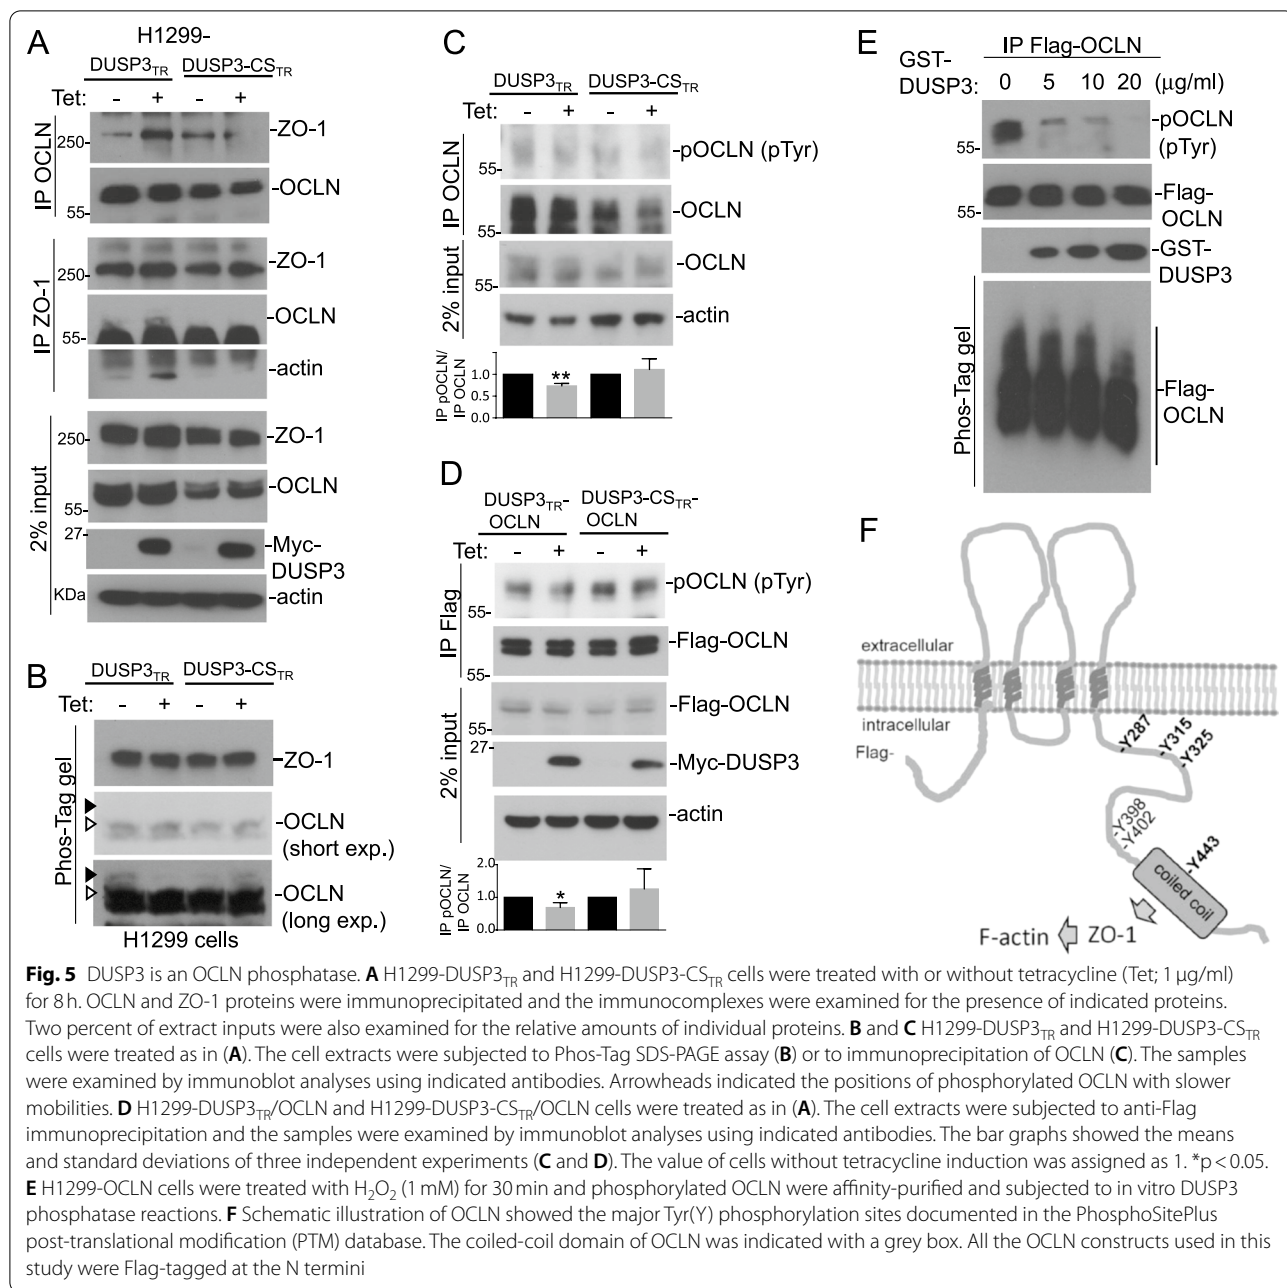 A
H1299-
DUSP3TR DUSP3-CSTR
Tet: - + - +
IP OCLN
250- -ZO-1
-OCLN
55-
IP ZO-1
-ZO-1
250-
-OCLN
55-
-actin
2% input
250- -ZO-1
-OCLN
55-
27-
-Myc-
DUSP3
KDa -actin
B
DUSP3TR DUSP3-CSTR
Tet: - + - +
Phos-Tag gel
-ZO-1
-OCLN
(short exp.)
-OCLN
(long exp.)
H1299 cells
C
DUSP3TR DUSP3-CSTR
Tet: - + - +
IP OCLN
-pOCLN (pTyr)
55-
-OCLN
55-
2% input
-OCLN
55-
-actin
IP pOCLN/
IP OCLN
1.0
0.5
0.0
**
D
DUSP3TR- DUSP3-CSTR-
OCLN OCLN
Tet: - + - +
IP Flag
-pOCLN (pTyr)
55-
-Flag-OCLN
55-
2% input
-Flag-OCLN
55-
27-
-Myc-DUSP3
-actin
IP pOCLN/
IP OCLN
2.0
1.0
0.0
*
E
IP Flag-OCLN
GST-
DUSP3: 0 5 10 20 (µg/ml)
-pOCLN
(pTyr)
55-
-Flag-
OCLN
55-
-GST-
DUSP3
Phos-Tag gel
-Flag-
OCLN
F
extracellular
intracellular
Flag-
-Y287
-Y315
-Y325
-Y398
-Y402
-Y443
coiled coil
F-actin ZO-1
Fig. 5 DUSP3 is an OCLN phosphatase. A H1299-DUSP3TR and H1299-DUSP3-CSTR cells were treated with or without tetracycline (Tet; 1 µg/ml)
for 8 h. OCLN and ZO-1 proteins were immunoprecipitated and the immunocomplexes were examined for the presence of indicated proteins.
Two percent of extract inputs were also examined for the relative amounts of individual proteins. B and C H1299-DUSP3TR and H1299-DUSP3-CSTR
cells were treated as in (A). The cell extracts were subjected to Phos-Tag SDS-PAGE assay (B) or to immunoprecipitation of OCLN (C). The samples
were examined by immunoblot analyses using indicated antibodies. Arrowheads indicated the positions of phosphorylated OCLN with slower
mobilities. D H1299-DUSP3TR/OCLN and H1299-DUSP3-CSTR/OCLN cells were treated as in (A). The cell extracts were subjected to anti-Flag
immunoprecipitation and the samples were examined by immunoblot analyses using indicated antibodies. The bar graphs showed the means
and standard deviations of three independent experiments (C and D). The value of cells without tetracycline induction was assigned as 1. *p < 0.05.
E H1299-OCLN cells were treated with H2O2 (1 mM) for 30 min and phosphorylated OCLN were affinity-purified and subjected to in vitro DUSP3
phosphatase reactions. F Schematic illustration of OCLN showed the major Tyr(Y) phosphorylation sites documented in the PhosphoSitePlus
post-translational modification (PTM) database. The coiled-coil domain of OCLN was indicated with a grey box. All the OCLN constructs used in this
study were Flag-tagged at the N termini